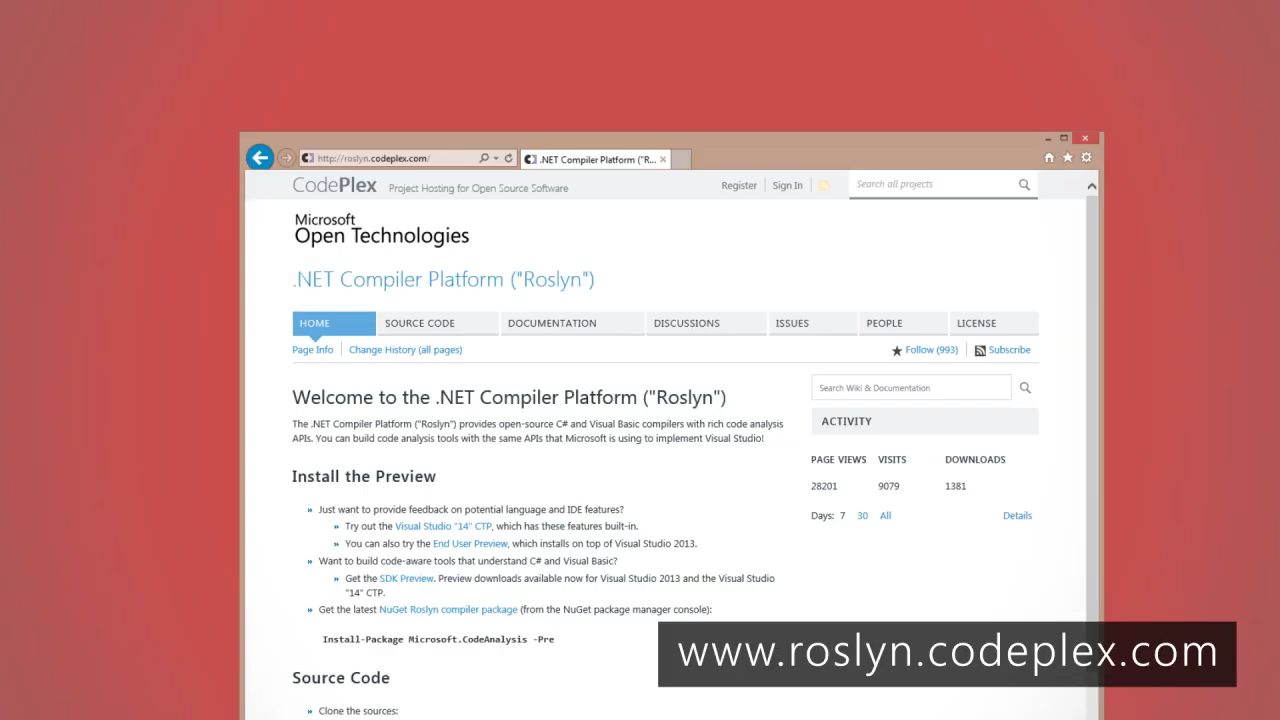 http://roslyn.codeplex.com/
.NET Compiler Platform ("R...
CodePlex Project Hosting for Open Source Software
Register
Sign In
Search all projects
Microsoft
Open Technologies
.NET Compiler Platform ("Roslyn")
HOME
SOURCE CODE
DOCUMENTATION
DISCUSSIONS
ISSUES
PEOPLE
LICENSE
Page Info
Change History (all pages)
Follow (993)
Subscribe
Welcome to the .NET Compiler Platform ("Roslyn")
The .NET Compiler Platform ("Roslyn") provides open-source C# and Visual Basic compilers with rich code analysis
APIs. You can build code analysis tools with the same APIs that Microsoft is using to implement Visual Studio!
Install the Preview
» Just want to provide feedback on potential language and IDE features?
» Try out the Visual Studio "14" CTP, which has these features built-in.
» You can also try the End User Preview, which installs on top of Visual Studio 2013.
» Want to build code-aware tools that understand C# and Visual Basic?
» Get the SDK Preview. Preview downloads available now for Visual Studio 2013 and the Visual Studio
"14" CTP.
» Get the latest NuGet Roslyn compiler package (from the NuGet package manager console):
Install-Package Microsoft.CodeAnalysis -Pre
Source Code
» Clone the sources:
Search Wiki & Documentation
ACTIVITY
PAGE VIEWS VISITS DOWNLOADS
28201 9079 1381
Days: 7 30 All Details
www.roslyn.codeplex.com